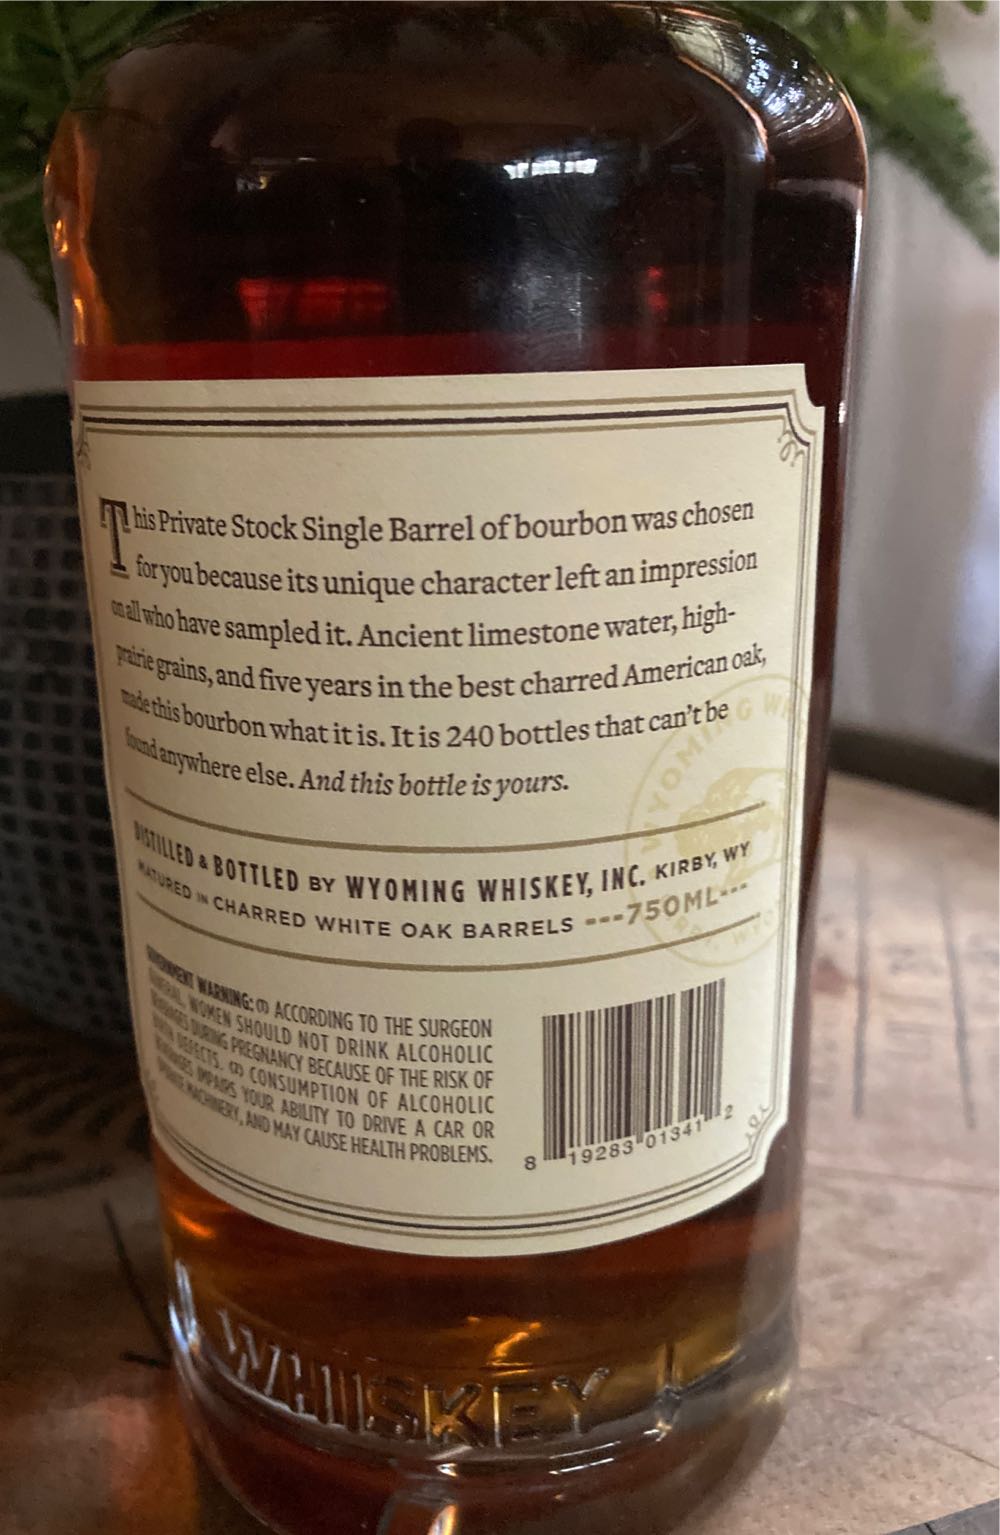 This Private Stock Single Barrel of bourbon was chosen
for you because its unique character left an impression
on all who have sampled it. Ancient limestone water, high-
prairie grains, and five years in the best charred American oak,
made this bourbon what it is. It is 240 bottles that can't be
found anywhere else. And this bottle is yours.
DISTILLED & BOTTLED BY WYOMING WHISKEY, INC. KIRBY, WY
MATURED IN CHARRED WHITE OAK BARRELS ---750ML---
GOVERNMENT WARNING: (1) ACCORDING TO THE SURGEON
GENERAL, WOMEN SHOULD NOT DRINK ALCOHOLIC
BEVERAGES DURING PREGNANCY BECAUSE OF THE RISK OF
BIRTH DEFECTS. (2) CONSUMPTION OF ALCOHOLIC
BEVERAGES IMPAIRS YOUR ABILITY TO DRIVE A CAR OR
OPERATE MACHINERY, AND MAY CAUSE HEALTH PROBLEMS.
8 19283 01341 2
WYOMING WH
WHISKEY